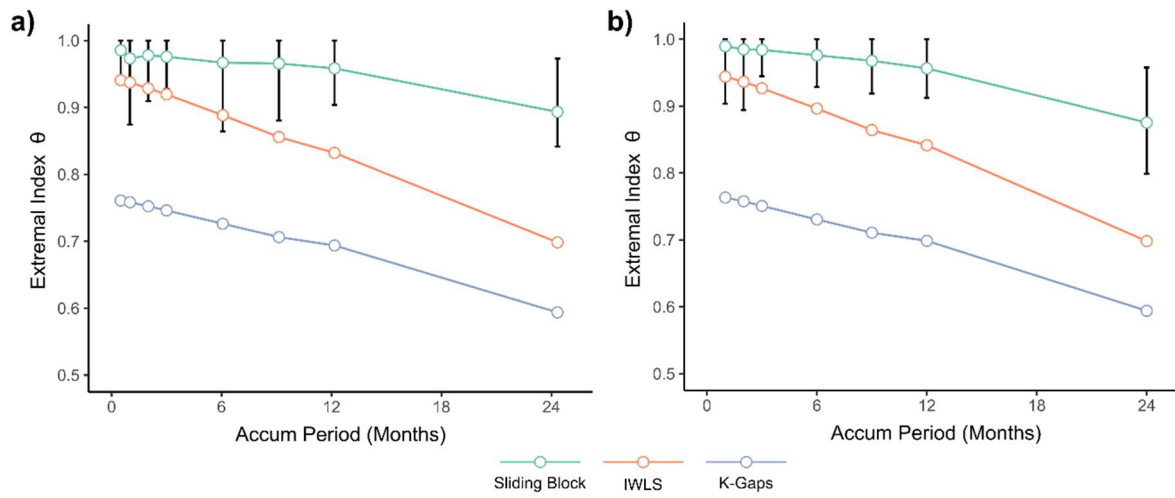 a)
1.0
0.9
0.8
0.7
0.6
0.5
Extremal Index θ
0 6 12 18 24
Accum Period (Months)
b)
1.0
0.9
0.8
0.7
0.6
0.5
Extremal Index θ
0 6 12 18 24
Accum Period (Months)
Sliding Block IWLS K-Gaps